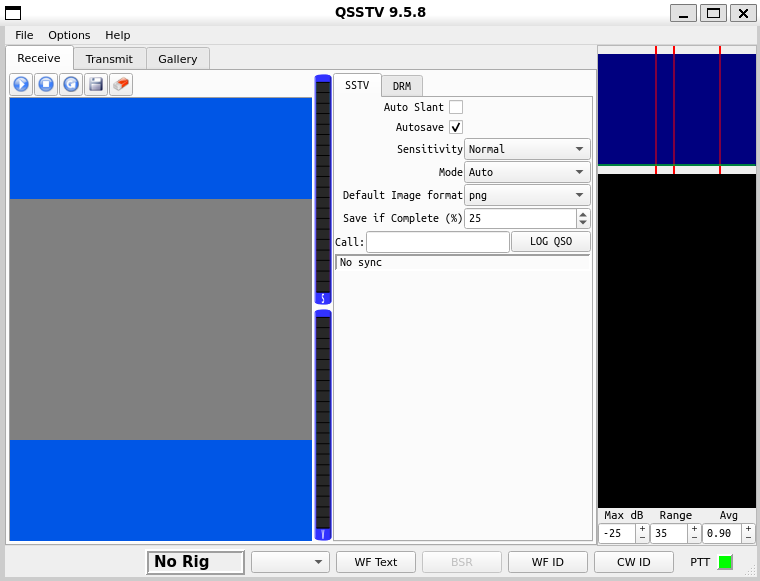 QSSTV 9.5.8
File Options Help
Receive Transmit Gallery
SSTV DRM
Auto Slant
Autosave
Sensitivity Normal
Mode Auto
Default Image format png
Save if Complete (%) 25
Call: LOG QSO
No sync
S
T
Max dB Range Avg
-25 35 0.90
No Rig WF Text BSR WF ID CW ID PTT